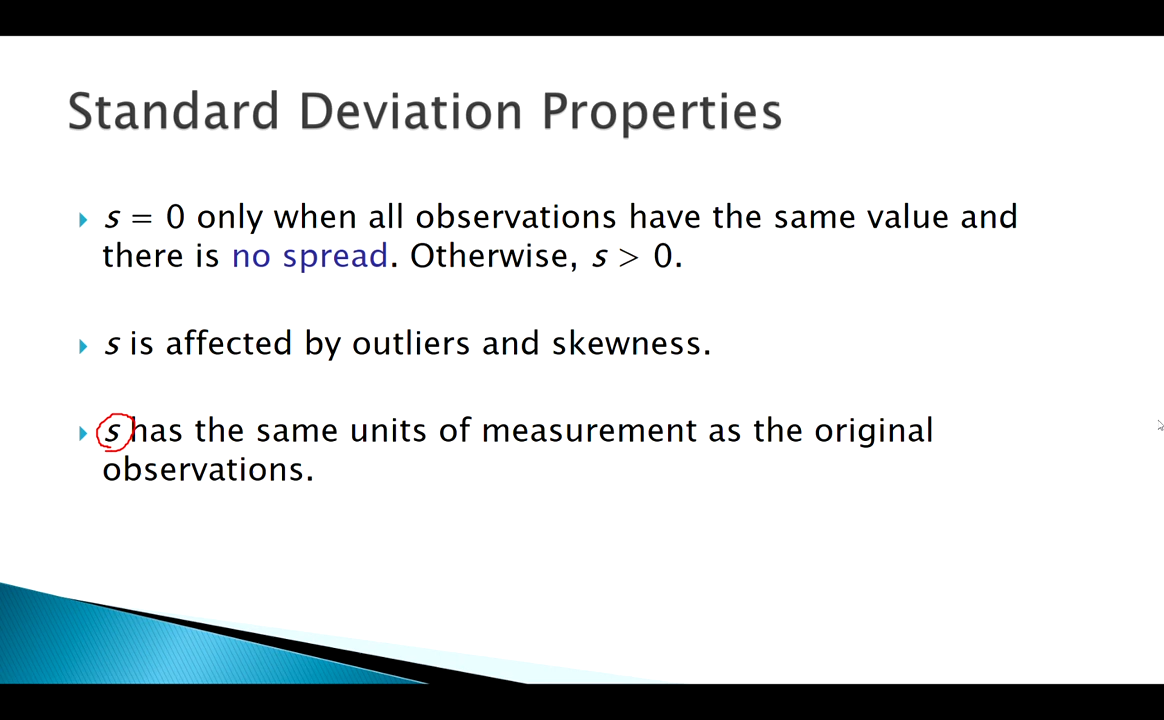 Standard Deviation Properties
s = 0 only when all observations have the same value and
there is no spread. Otherwise, s > 0.
s is affected by outliers and skewness.
s has the same units of measurement as the original
observations.